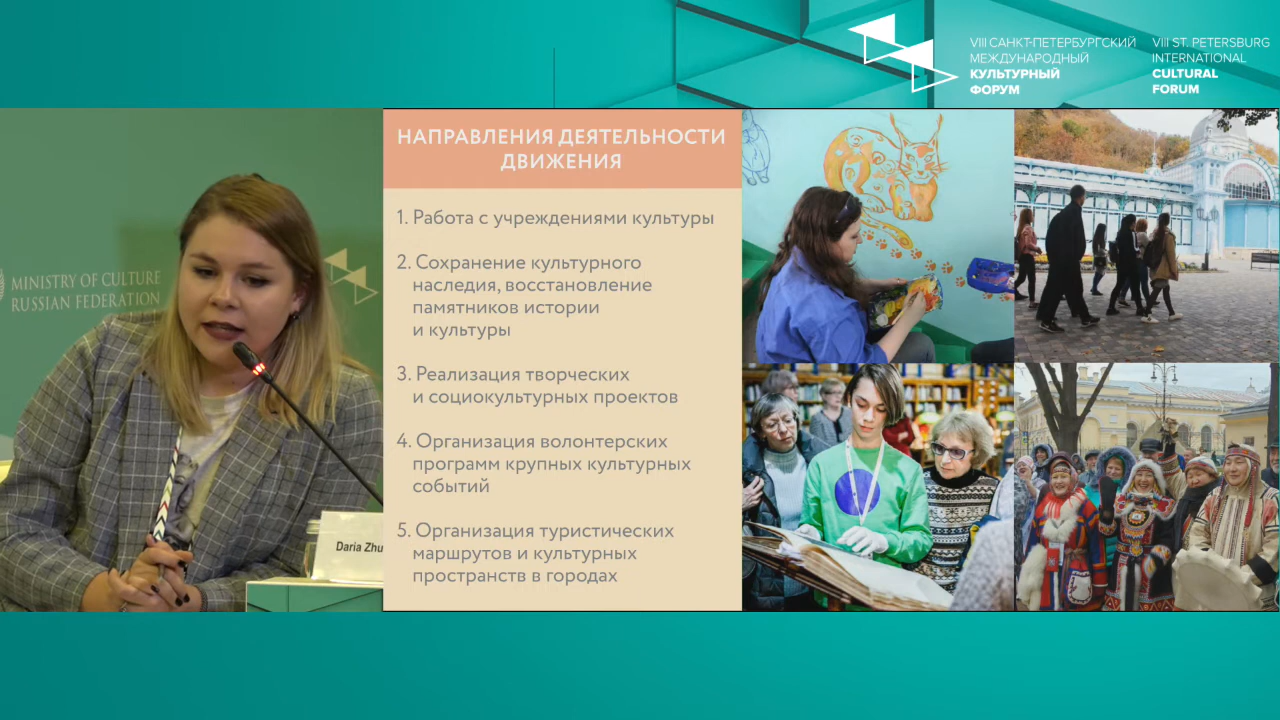 VIII САНКТ-ПЕТЕРБУРГСКИЙ
МЕЖДУНАРОДНЫЙ
КУЛЬТУРНЫЙ
ФОРУМ
VIII ST. PETERSBURG
INTERNATIONAL
CULTURAL
FORUM
MINISTRY OF CULTURE
RUSSIAN FEDERATION
Daria Zhu
НАПРАВЛЕНИЯ ДЕЯТЕЛЬНОСТИ
ДВИЖЕНИЯ
1. Работа с учреждениями культуры
2. Сохранение культурного
наследия, восстановление
памятников истории
и культуры
3. Реализация творческих
и социокультурных проектов
4. Организация волонтерских
программ крупных культурных
событий
5. Организация туристических
маршрутов и культурных
пространств в городах